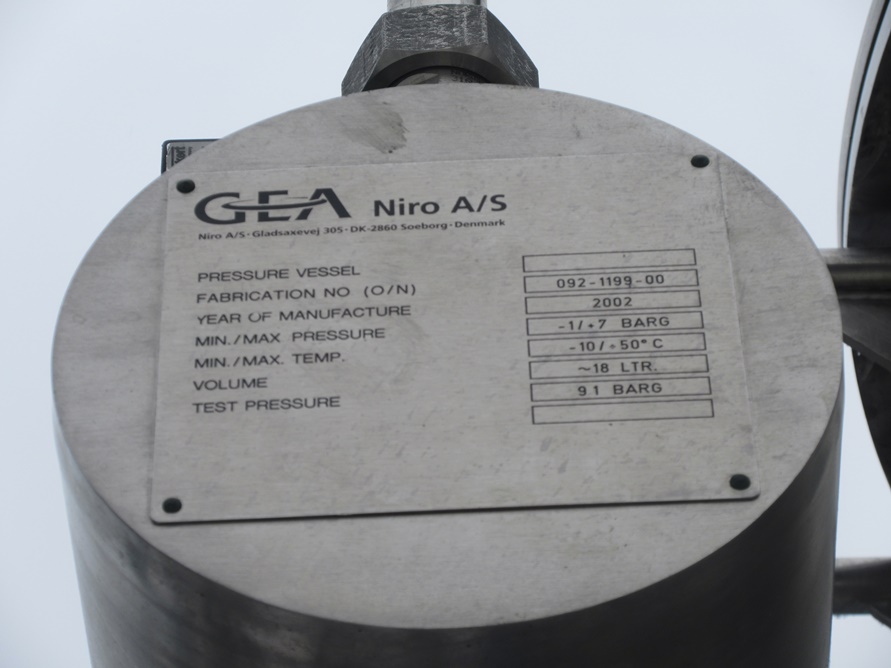 GEA Niro A/S
Niro A/S · Gladsaxevej 305 · DK-2860 Soeborg · Denmark
PRESSURE VESSEL
FABRICATION NO (O/N) 092-1199-00
YEAR OF MANUFACTURE 2002
MIN./MAX PRESSURE -1/+7 BARG
MIN./MAX. TEMP. -10/+50°C
VOLUME ~18 LTR.
TEST PRESSURE 9.1 BARG